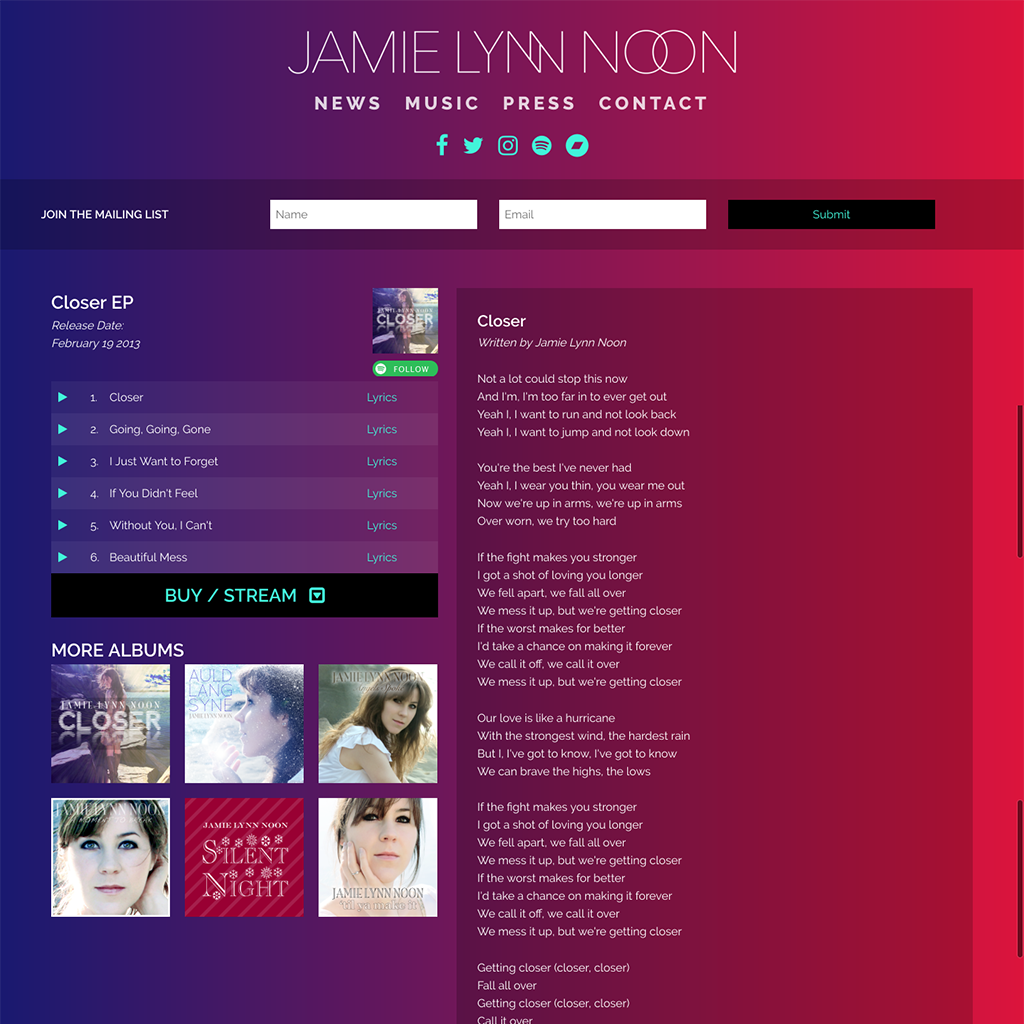 JAMIE LYNN NOON
NEWS MUSIC PRESS CONTACT
JOIN THE MAILING LIST
Name
Email
Submit
Closer EP
Release Date:
February 19 2013
JAMIE LYNN NOON
CLOSER
FOLLOW
1. Closer Lyrics
2. Going, Going, Gone Lyrics
3. I Just Want to Forget Lyrics
4. If You Didn't Feel Lyrics
5. Without You, I Can't Lyrics
6. Beautiful Mess Lyrics
BUY / STREAM
MORE ALBUMS
JAMIE LYNN NOON
CLOSER
AULD
LANG
SYNE
JAMIE LYNN NOON
JAMIE LYNN NOON
JAMIE LYNN NOON
JAMIE LYNN NOON
SILENT
NIGHT
JAMIE LYNN NOON
'til you make it
Closer
Written by Jamie Lynn Noon
Not a lot could stop this now
And I'm, I'm too far in to ever get out
Yeah I, I want to run and not look back
Yeah I, I want to jump and not look down
You're the best I've never had
Yeah I, I wear you thin, you wear me out
Now we're up in arms, we're up in arms
Over worn, we try too hard
If the fight makes you stronger
I got a shot of loving you longer
We fell apart, we fall all over
We mess it up, but we're getting closer
If the worst makes for better
I'd take a chance on making it forever
We call it off, we call it over
We mess it up, but we're getting closer
Our love is like a hurricane
With the strongest wind, the hardest rain
But I, I've got to know, I've got to know
We can brave the highs, the lows
If the fight makes you stronger
I got a shot of loving you longer
We fell apart, we fall all over
We mess it up, but we're getting closer
If the worst makes for better
I'd take a chance on making it forever
We call it off, we call it over
We mess it up, but we're getting closer
Getting closer (closer, closer)
Fall all over
Getting closer (closer, closer)
Call it over